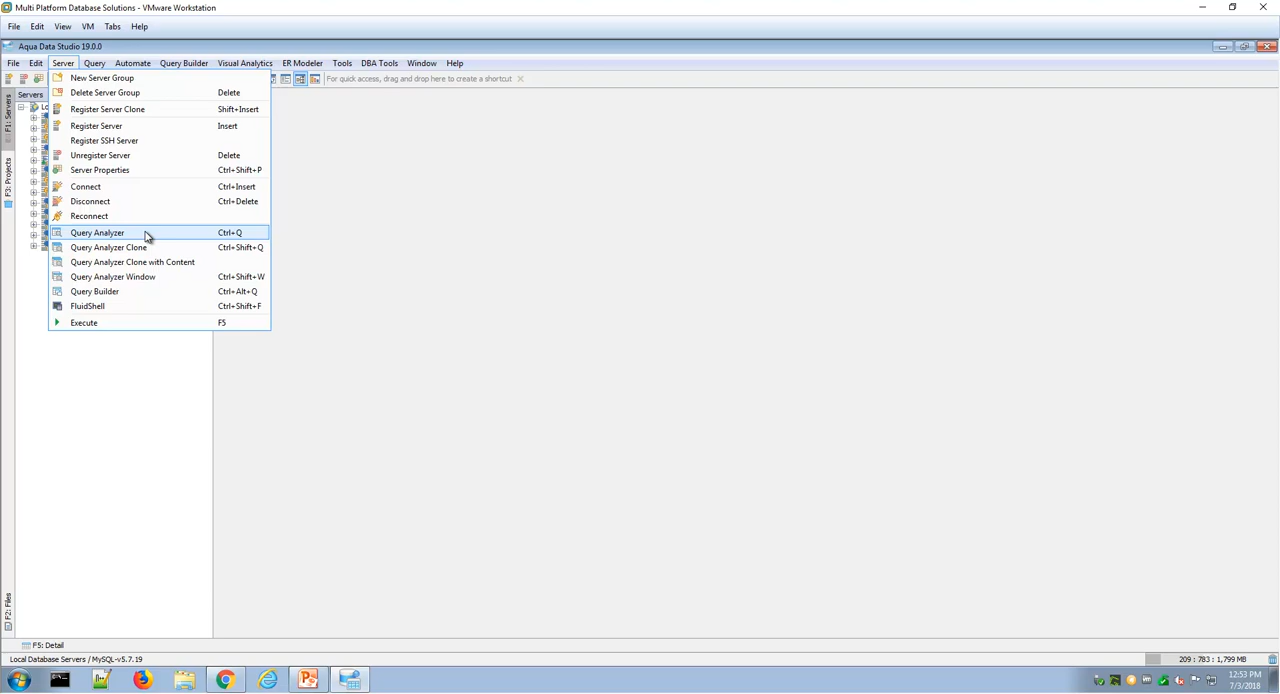 Multi Platform Database Solutions - VMware Workstation
File Edit View VM Tabs Help
Aqua Data Studio 19.0.0
File Edit Server Query Automate Query Builder Visual Analytics ER Modeler Tools DBA Tools Window Help
New Server Group
For quick access, drag and drop here to create a shortcut
Servers
Delete Server Group Delete
Lo
Register Server Clone Shift+Insert
F1: Servers
Register Server Insert
Register SSH Server
Unregister Server Delete
Server Properties Ctrl+Shift+P
F3: Projects
Connect Ctrl+Insert
Disconnect Ctrl+Delete
Reconnect
Query Analyzer Ctrl+Q
Query Analyzer Clone Ctrl+Shift+Q
Query Analyzer Clone with Content
Query Analyzer Window Ctrl+Shift+W
Query Builder Ctrl+Alt+Q
FluidShell Ctrl+Shift+F
Execute F5
F2: Files
F5: Detail
Local Database Servers / MySQL-v5.7.19
209 : 783 : 1,799 MB
12:53 PM
7/3/2018